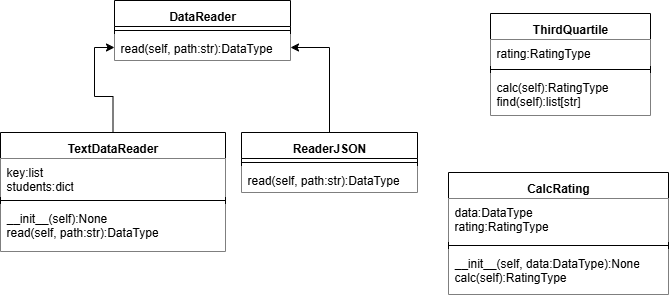 DataReader
read(self, path:str):DataType
ThirdQuartile
rating:RatingType
calc(self):RatingType
find(self):list[str]
TextDataReader
key:list
students:dict
__init__(self):None
read(self, path:str):DataType
ReaderJSON
read(self, path:str):DataType
CalcRating
data:DataType
rating:RatingType
__init__(self, data:DataType):None
calc(self):RatingType